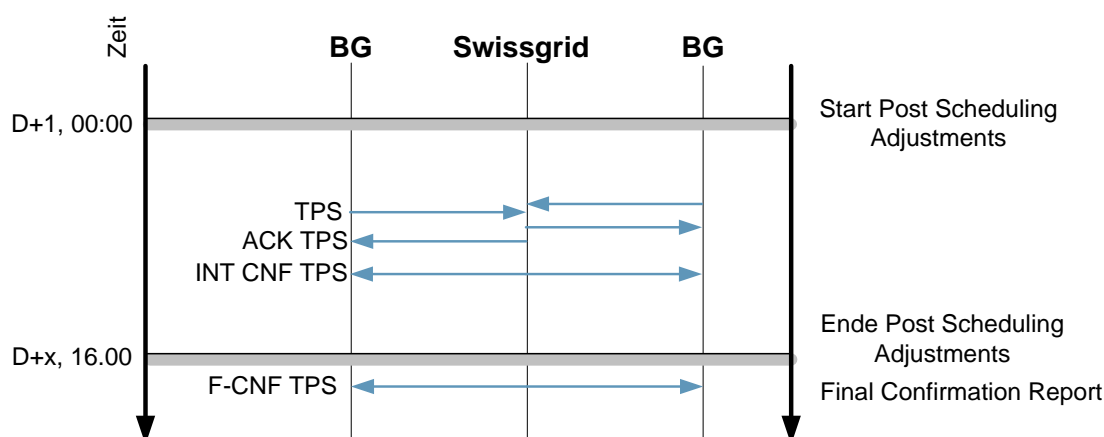 Zeit
BG
Swissgrid
BG
D+1, 00:00
Start Post Scheduling
Adjustments
TPS
ACK TPS
INT CNF TPS
Ende Post Scheduling
Adjustments
D+x, 16.00
F-CNF TPS
Final Confirmation Report